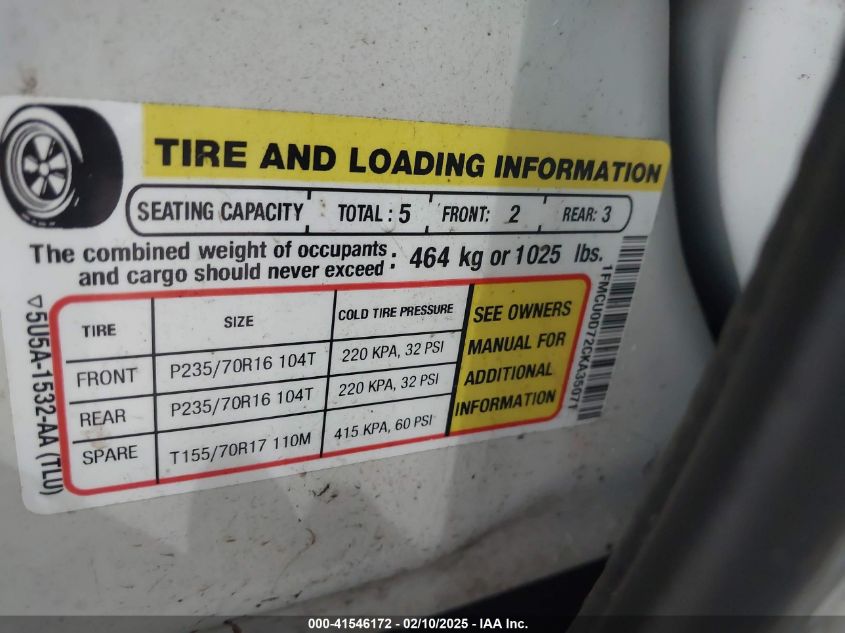 TIRE AND LOADING INFORMATION
SEATING CAPACITY TOTAL : 5 FRONT: 2 REAR: 3
The combined weight of occupants
and cargo should never exceed : 464 kg or 1025 lbs.
TIRE SIZE COLD TIRE PRESSURE
FRONT P235/70R16 104T 220 KPA, 32 PSI
REAR P235/70R16 104T 220 KPA, 32 PSI
SPARE T155/70R17 110M 415 KPA, 60 PSI
SEE OWNERS
MANUAL FOR
ADDITIONAL
INFORMATION
5U5A-1532-AA (TLU)
1FMCU0D72CKA35071
000-41546172 - 02/10/2025 - IAA Inc.